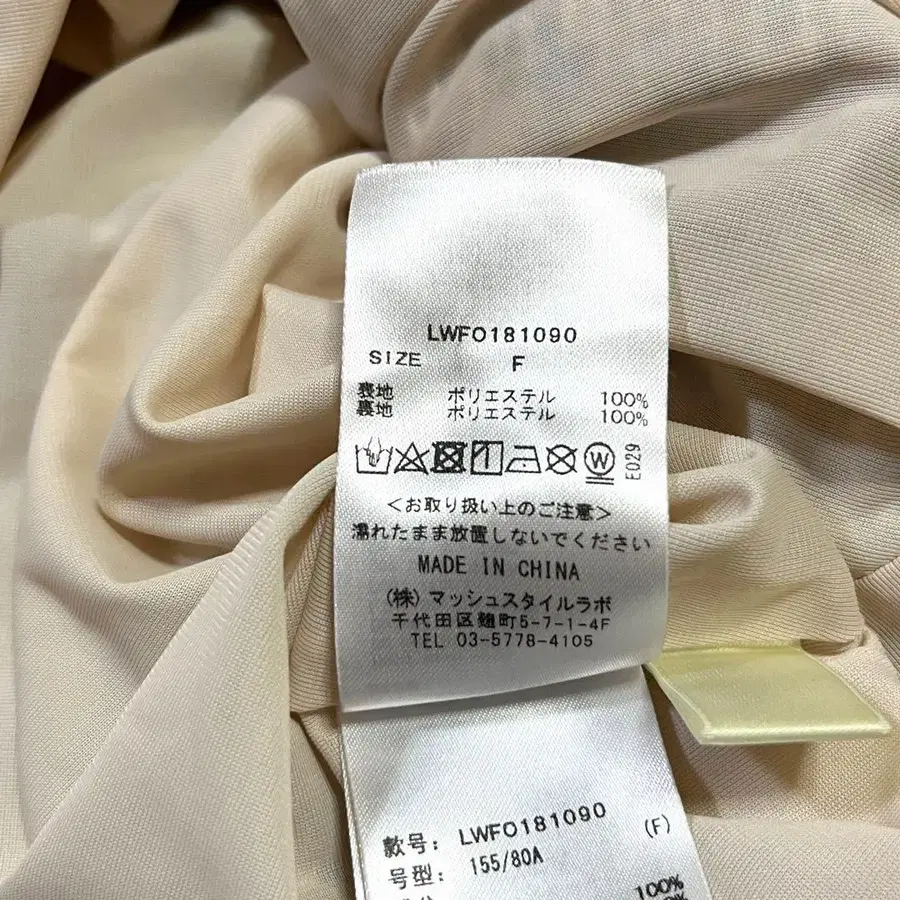 LWFO181090
SIZE F
表地 ポリエステル 100%
裏地 ポリエステル 100%
W E029
<お取り扱い上のご注意>
濡れたまま放置しないでください
MADE IN CHINA
(株)マッシュスタイルラボ
千代田区麹町5-7-1-4F
TEL 03-5778-4105
款号: LWFO181090 (F)
号型: 155/80A
100%